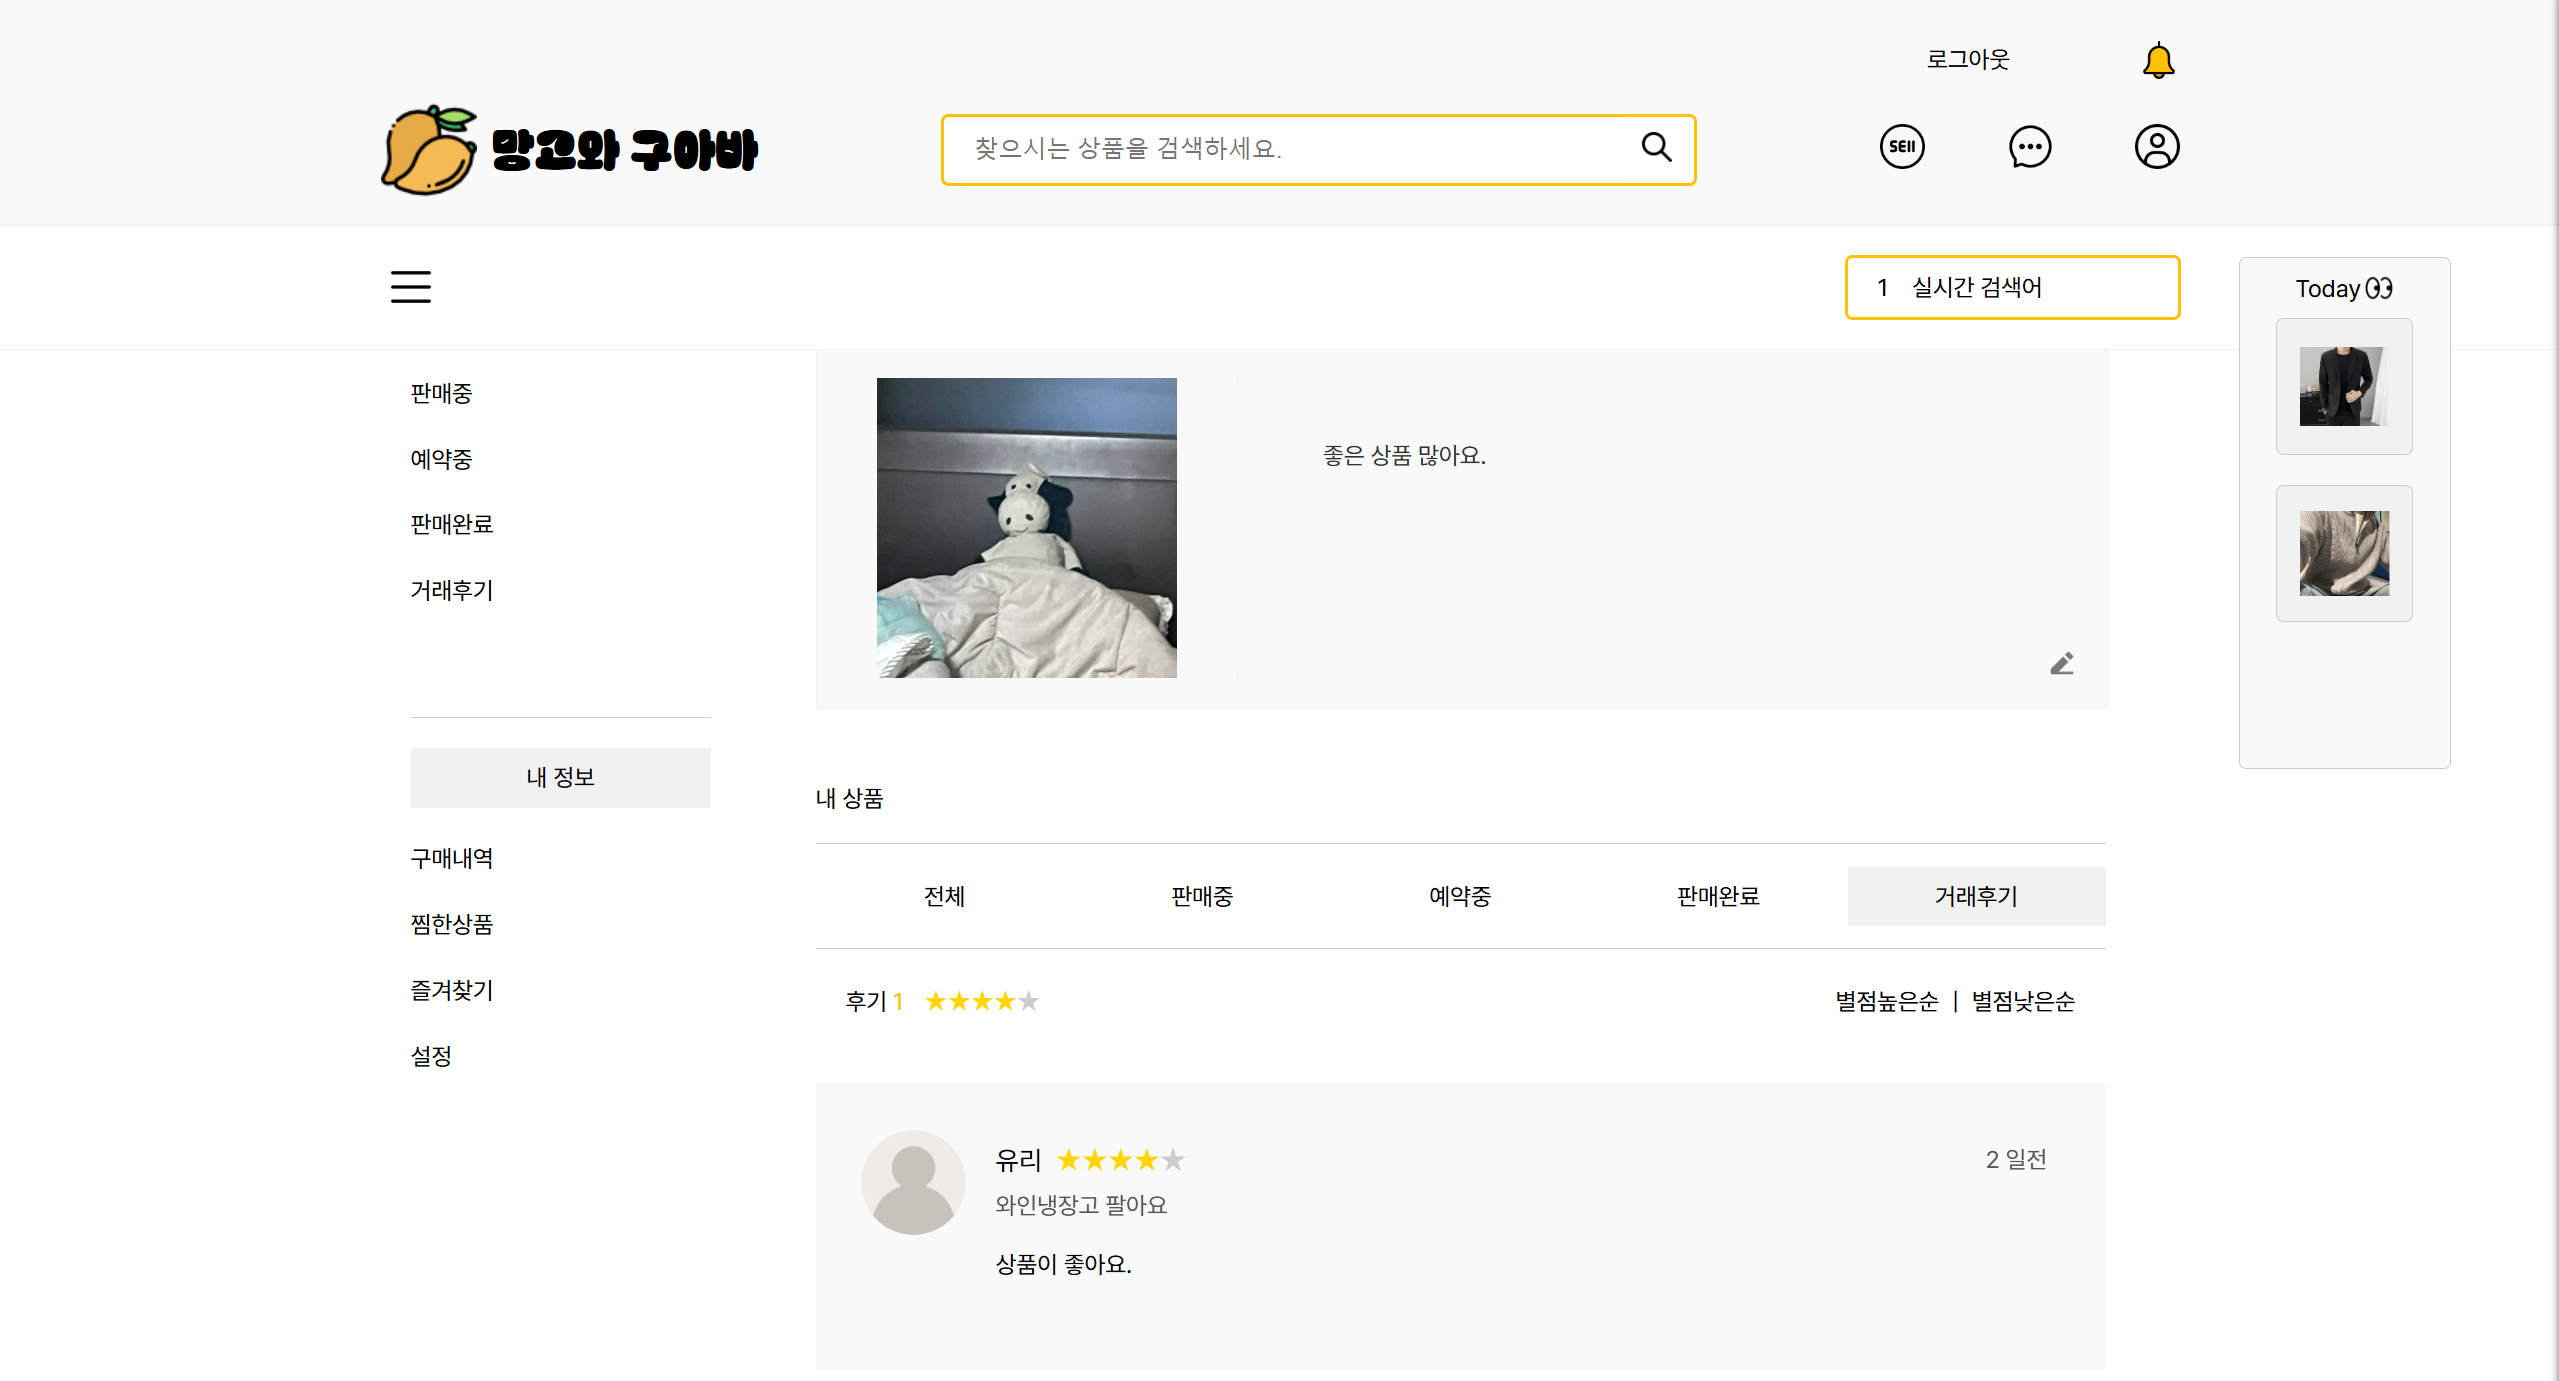 로그아웃
망고와 구아바
찾으시는 상품을 검색하세요.
SEll
1 실시간 검색어
Today👀
판매중
예약중
판매완료
거래후기
좋은 상품 많아요.
내 정보
구매내역
찜한상품
즐겨찾기
설정
내 상품
전체 판매중 예약중 판매완료 거래후기
후기 1 ★★★★★ 별점높은순 | 별점낮은순
유리 ★★★★★ 2 일전
와인냉장고 팔아요
상품이 좋아요.